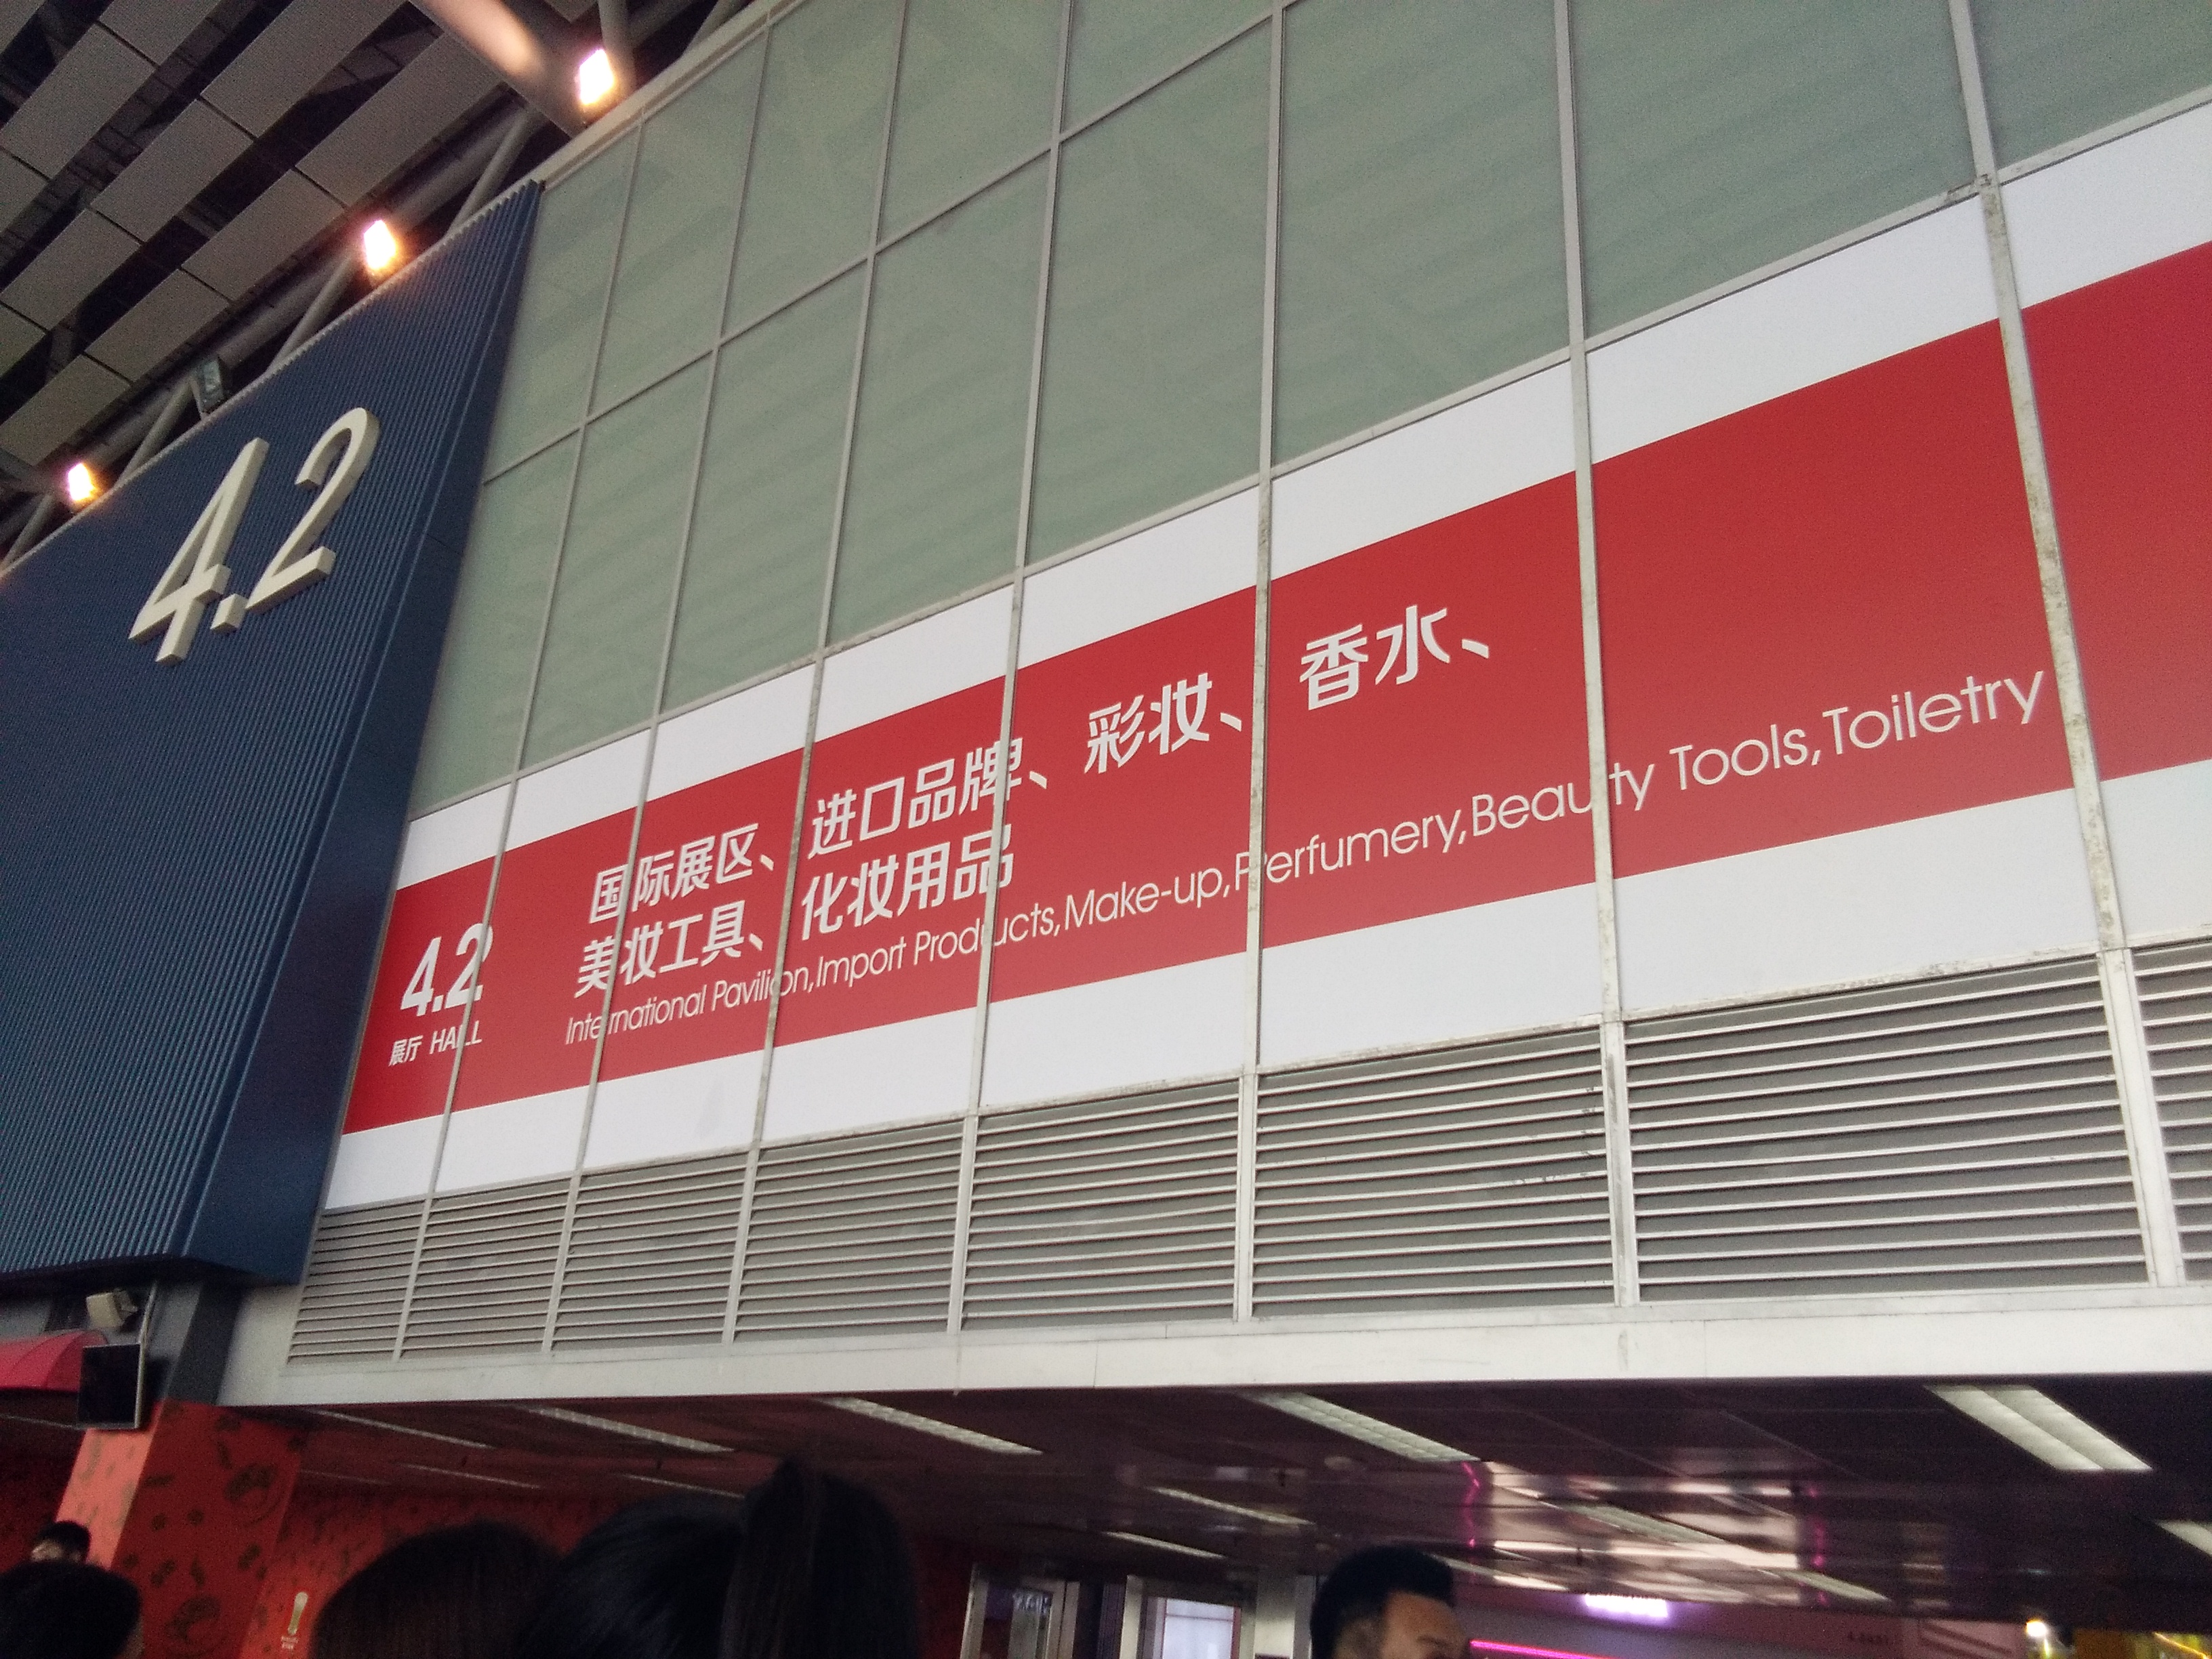 4.2
国际展区、进口品牌、彩妆、香水、
美妆工具、化妆用品
4.2
展厅 HALL
International Pavilion,Import Products,Make-up,Perfumery,Beauty Tools,Toiletry